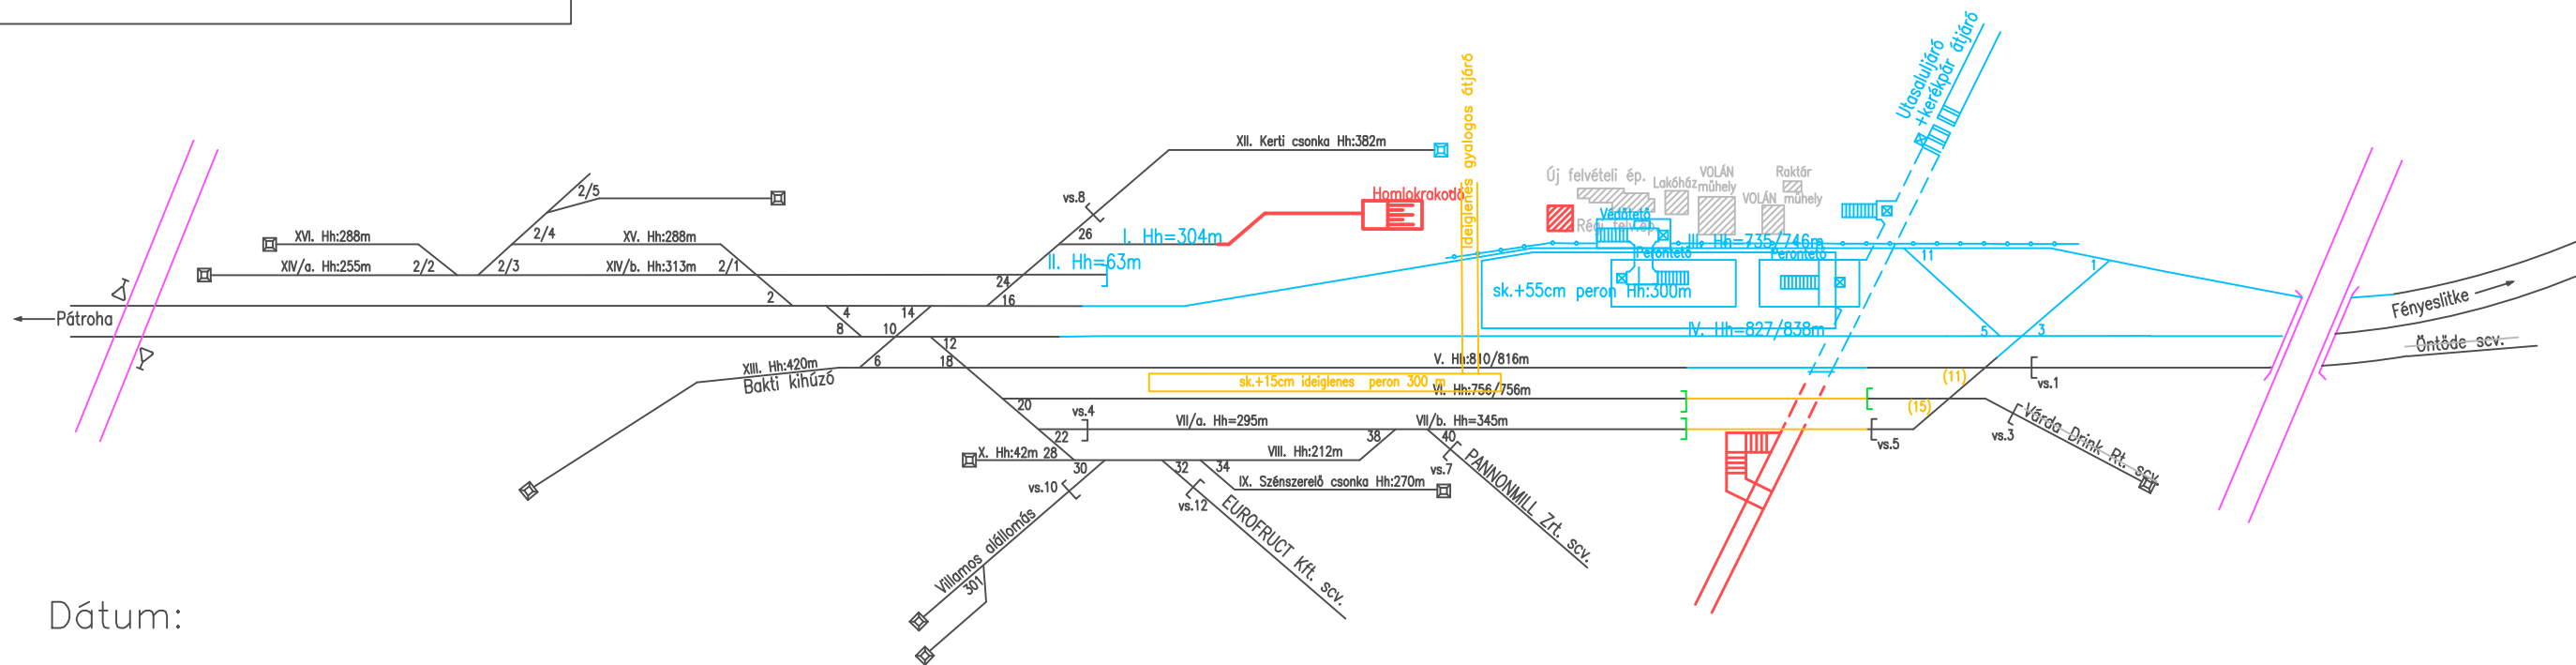 Utasaluljáró
+kerékpár átjáró
ideiglenes gyalogos átjáró
XII. Kerti csonka Hh:382m
Új felvételi ép.
Lakóház
VOLÁN
műhely
Raktár
VOLÁN műhely
Homlokrakodó
Régi felv.ép.
Védőtető
vs.8
2/5
2/4
26
I. Hh=304m
II. Hh=63m
III. Hh=735/746m
Perontető
Perontető
11
1
XVI. Hh:288m
XV. Hh:288m
XIV/a. Hh:255m
2/2
2/3
XIV/b. Hh:313m
2/1
24
16
2
4
14
sk.+55cm peron Hh:300m
Fényeslitke
Pátroha
8
10
12
IV. Hh=827/838m
5
3
Öntöde scv.
6
18
XIII. Hh:420m
Bakti kihúzó
V. Hh:810/816m
sk.+15cm ideiglenes peron 300 m
VI. Hh:756/756m
(11)
vs.1
20
vs.4
22
VII/a. Hh=295m
38
VII/b. Hh=345m
40
(15)
vs.5
vs.3
Várda Drink Rt. scv.
X. Hh:42m 28
30
32
34
VIII. Hh:212m
vs.7
PANNONMILL Zrt. scv.
IX. Szénszerelő csonka Hh:270m
vs.10
vs.12
EUROFRUCT Kft. scv.
Villamos alállomás
301
Dátum: